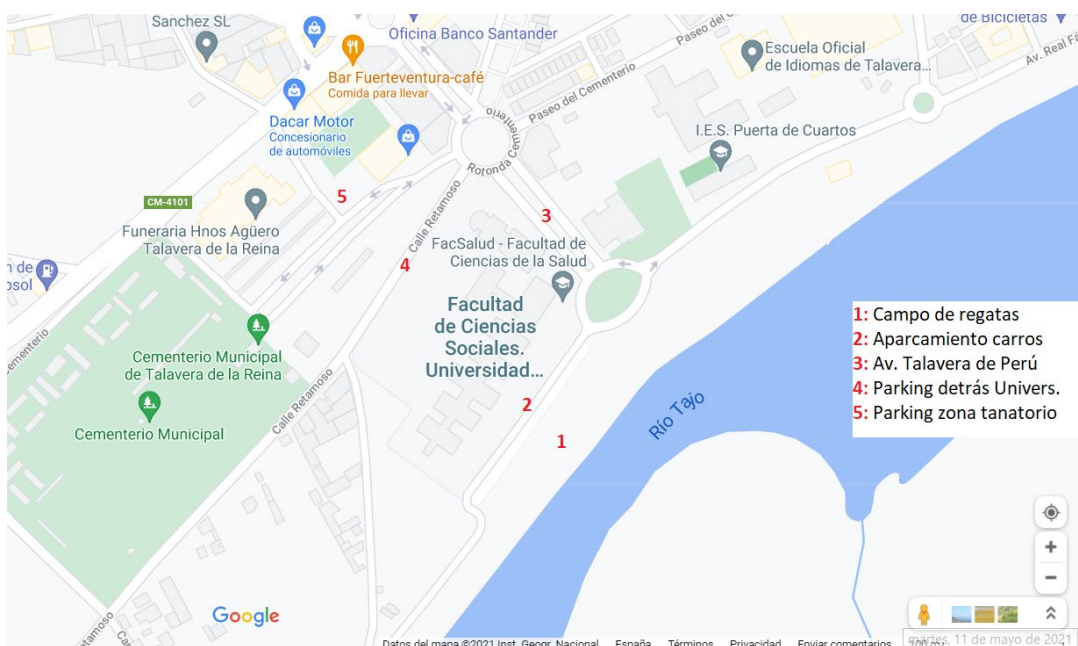 Sanchez SL
Oficina Banco Santander
de Bicicletas
Paseo del
Av. Real
Bar Fuerteventura-café
Comida para llevar
Escuela Oficial
de Idiomas de Talavera...
Dacar Motor
Concesionario
de automóviles
Paseo del Cementerio
Rotonda Cementerio
I.E.S. Puerta de Cuartos
5
CM-4101
3
Funeraria Hnos Agüero
Talavera de la Reina
Calle Retamoso
4
FacSalud - Facultad de
Ciencias de la Salud
Facultad
de Ciencias
Sociales.
Universidad...
1: Campo de regatas
2: Aparcamiento carros
3: Av. Talavera de Perú
4: Parking detrás Univers.
5: Parking zona tanatorio
Cementerio Municipal
de Talavera de la Reina
Cementerio Municipal
Calle Retamoso
2
1
Río Tajo
Google
Datos del mapa ©2021 Inst. Geogr. Nacional España Términos Privacidad Enviar comentarios
martes, 11 de mayo de 2021